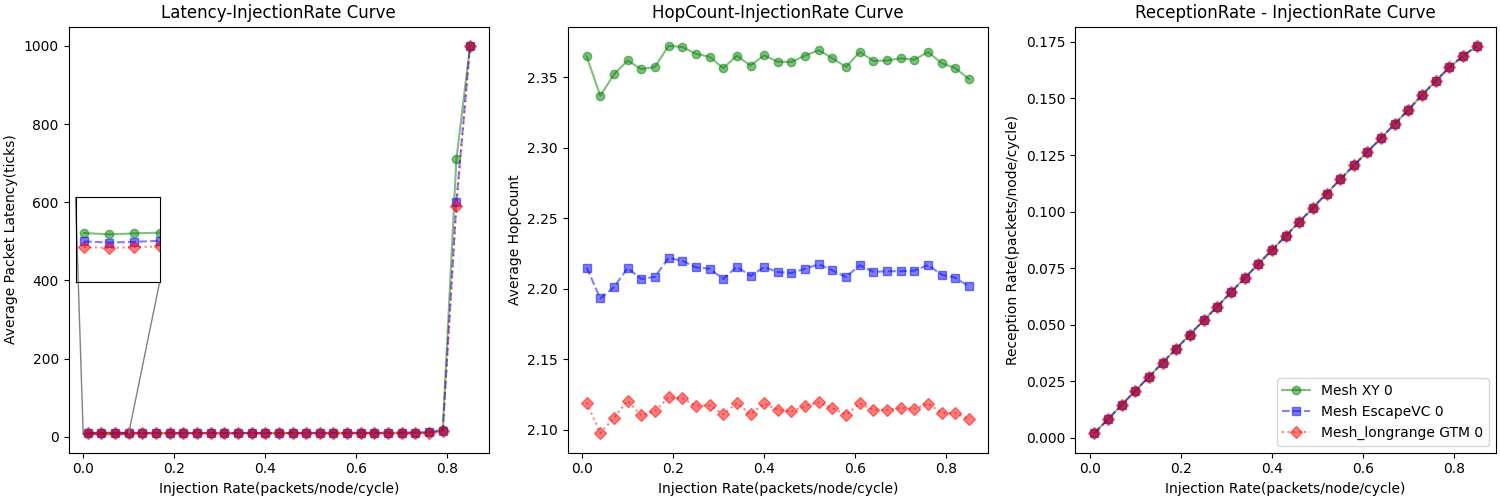 Latency-InjectionRate Curve
1000
800
600
400
200
0
0.0 0.2 0.4 0.6 0.8
Average Packet Latency(ticks)
Injection Rate(packets/node/cycle)
HopCount-InjectionRate Curve
2.35
2.30
2.25
2.20
2.15
2.10
0.0 0.2 0.4 0.6 0.8
Average HopCount
Injection Rate(packets/node/cycle)
ReceptionRate - InjectionRate Curve
0.175
0.150
0.125
0.100
0.075
0.050
0.025
0.000
0.0 0.2 0.4 0.6 0.8
Reception Rate(packets/node/cycle)
Injection Rate(packets/node/cycle)
Mesh XY 0
Mesh EscapeVC 0
Mesh_longrange GTM 0